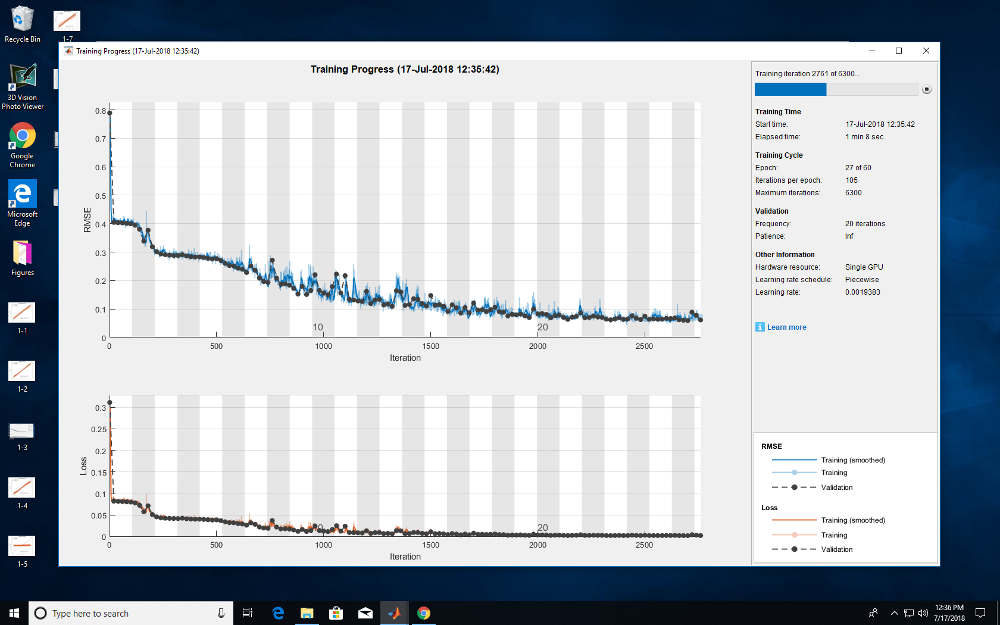 Recycle Bin
1-7
3D Vision
Photo Viewer
Google
Chrome
Microsoft
Edge
Figures
1-1
1-2
1-3
1-4
1-5
Training Progress (17-Jul-2018 12:35:42)
Training Progress (17-Jul-2018 12:35:42)
RMSE
0.8
0.7
0.6
0.5
0.4
0.3
0.2
0.1
0
10
20
0 500 1000 1500 2000 2500
Iteration
Loss
0.3
0.25
0.2
0.15
0.1
0.05
0
20
0 500 1000 1500 2000 2500
Iteration
Training iteration 2761 of 6300...
Training Time
Start time: 17-Jul-2018 12:35:42
Elapsed time: 1 min 8 sec
Training Cycle
Epoch: 27 of 60
Iterations per epoch: 105
Maximum iterations: 6300
Validation
Frequency: 20 iterations
Patience: Inf
Other Information
Hardware resource: Single GPU
Learning rate schedule: Piecewise
Learning rate: 0.0019383
Learn more
RMSE
Training (smoothed)
Training
Validation
Loss
Training (smoothed)
Training
Validation
Type here to search
12:36 PM
7/17/2018